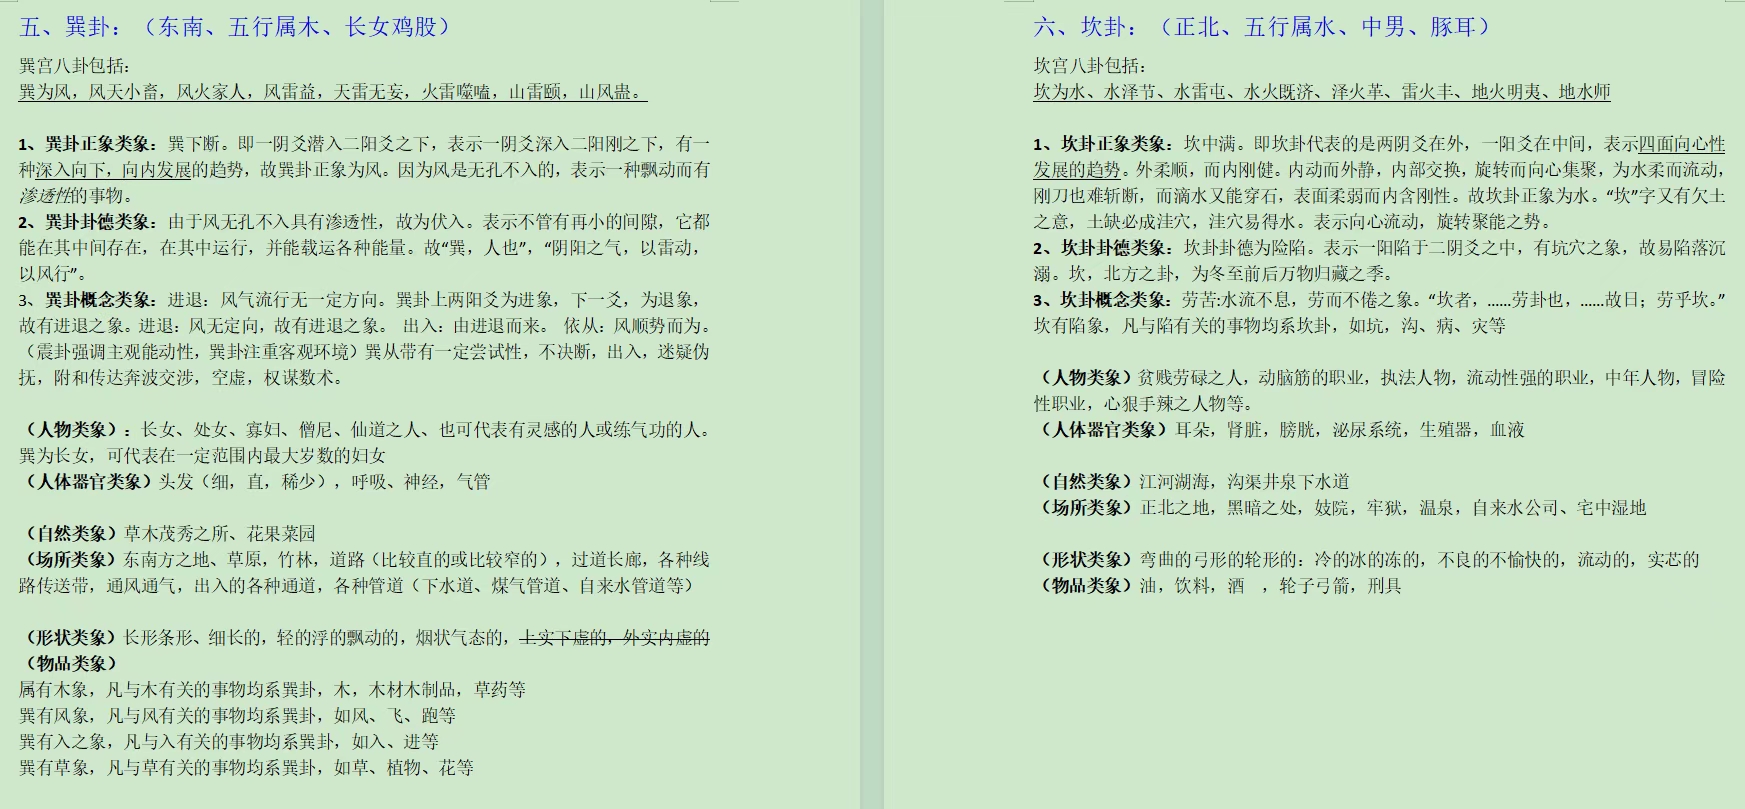 五、巽卦：（东南、五行属木、长女鸡股）
巽宫八卦包括：
巽为风，风天小畜，风火家人，风雷益，天雷无妄，火雷噬嗑，山雷颐，山风蛊。
1、巽卦正象类象：巽下断。即一阴爻潜入二阳爻之下，表示一阴爻深入二阳刚之下，有一
种深入向下，向内发展的趋势，故巽卦正象为风。因为风是无孔不入的，表示一种飘动而有
渗透性的事物。
2、巽卦卦德类象：由于风无孔不入具有渗透性，故为伏入。表示不管有再小的间隙，它都
能在其中间存在，在其中运行，并能载运各种能量。故“巽，人也”，“阴阳之气，以雷动，
以风行”。
3、巽卦概念类象：进退：风气流行无一定方向。巽卦上两阳爻为进象，下一爻，为退象，
故有进退之象。进退：风无定向，故有进退之象。 出入：由进退而来。 依从：风顺势而为。
（震卦强调主观能动性，巽卦注重客观环境）巽从带有一定尝试性，不决断，出入，迷疑伪
抚，附和传达奔波交涉，空虚，权谋数术。
（人物类象）：长女、处女、寡妇、僧尼、仙道之人、也可代表有灵感的人或练气功的人。
巽为长女，可代表在一定范围内最大岁数的妇女
（人体器官类象）头发（细，直，稀少），呼吸、神经，气管
（自然类象）草木茂秀之所、花果菜园
（场所类象）东南方之地、草原，竹林，道路（比较直的或比较窄的），过道长廊，各种线
路传送带，通风通气，出入的各种通道，各种管道（下水道、煤气管道、自来水管道等）
（形状类象）长形条形、细长的，轻的浮的飘动的，烟状气态的，上实下虚的，外实内虚的
（物品类象）
属有木象，凡与木有关的事物均系巽卦，木，木材木制品，草药等
巽有风象，凡与风有关的事物均系巽卦，如风、飞、跑等
巽有入之象，凡与入有关的事物均系巽卦，如入、进等
巽有草象，凡与草有关的事物均系巽卦，如草、植物、花等
六、坎卦：（正北、五行属水、中男、豚耳）
坎宫八卦包括：
坎为水、水泽节、水雷屯、水火既济、泽火革、雷火丰、地火明夷、地水师
1、坎卦正象类象：坎中满。即坎卦代表的是两阴爻在外，一阳爻在中间，表示四面向心性
发展的趋势。外柔顺，而内刚健。内动而外静，内部交换，旋转而向心集聚，为水柔而流动，
刚刀也难斩断，而滴水又能穿石，表面柔弱而内含刚性。故坎卦正象为水。“坎”字又有欠土
之意，土缺必成洼穴，洼穴易得水。表示向心流动，旋转聚能之势。
2、坎卦卦德类象：坎卦卦德为险陷。表示一阳陷于二阴爻之中，有坑穴之象，故易陷落沉
溺。坎，北方之卦，为冬至前后万物归藏之季。
3、坎卦概念类象：劳苦:水流不息，劳而不倦之象。“坎者，......劳卦也，......故日；劳乎坎。”
坎有陷象，凡与陷有关的事物均系坎卦，如坑，沟、病、灾等
（人物类象）贫贱劳碌之人，动脑筋的职业，执法人物，流动性强的职业，中年人物，冒险
性职业，心狠手辣之人物等。
（人体器官类象）耳朵，肾脏，膀胱，泌尿系统，生殖器，血液
（自然类象）江河湖海，沟渠井泉下水道
（场所类象）正北之地，黑暗之处，妓院，牢狱，温泉，自来水公司、宅中湿地
（形状类象）弯曲的弓形的轮形的：冷的冰的冻的，不良的不愉快的，流动的，实芯的
（物品类象）油，饮料，酒　，轮子弓箭，刑具